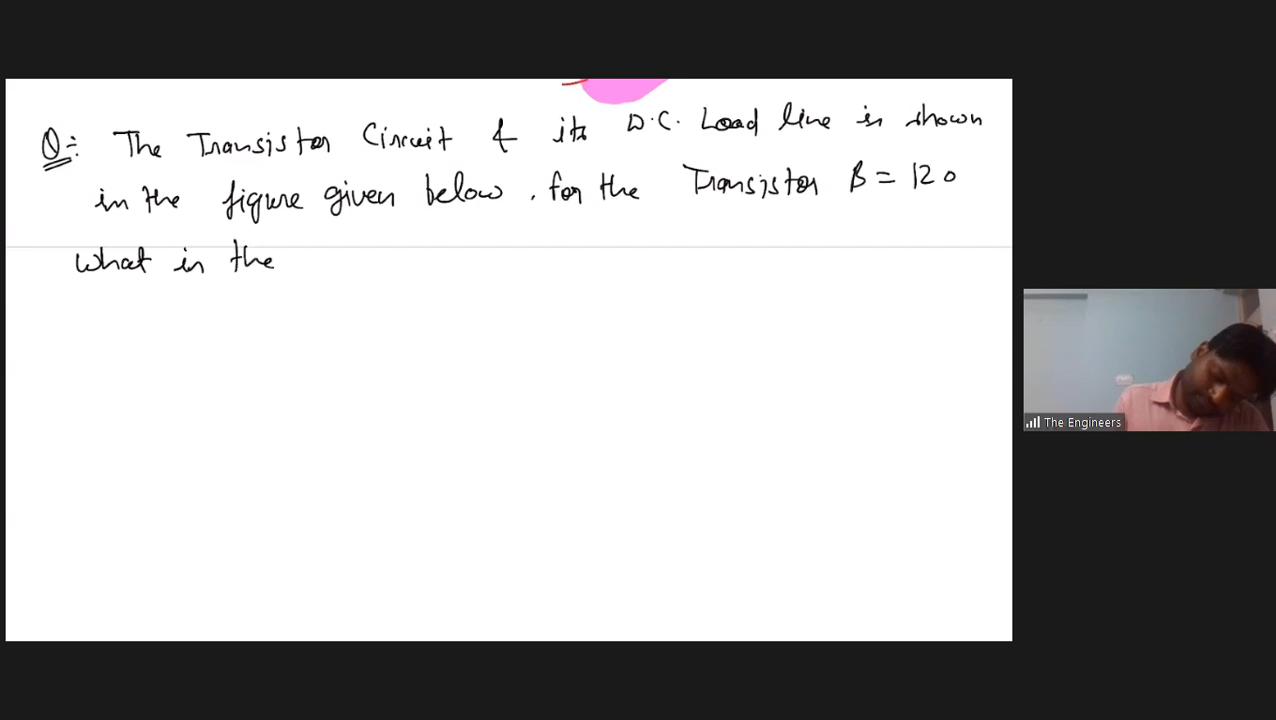 Q:- The Transistor Circuit & its D.C. Load line is shown
in the figure given below. for the Transistor β = 120
What is the
The Engineers